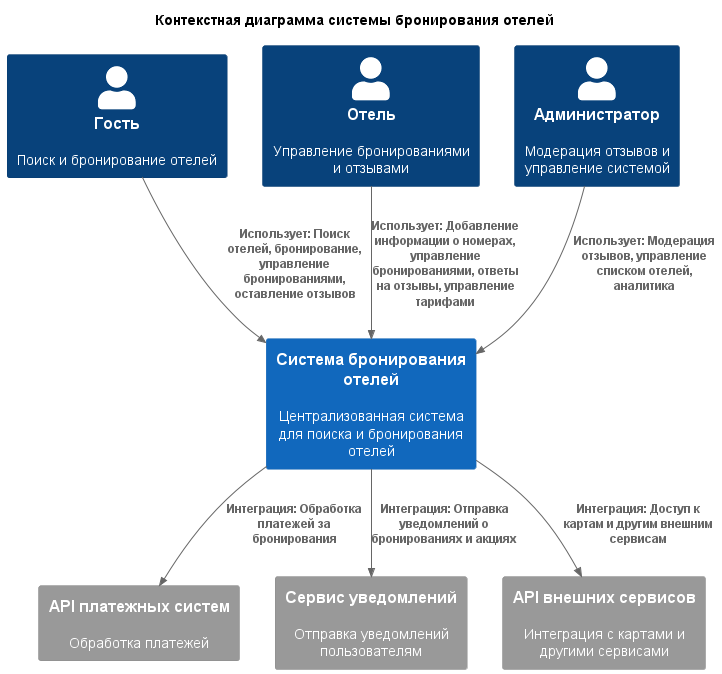 Контекстная диаграмма системы бронирования отелей
Гость
Поиск и бронирование отелей
Отель
Управление бронированиями
и отзывами
Администратор
Модерация отзывов и
управление системой
Использует: Поиск
отелей, бронирование,
управление
бронированиями,
оставление отзывов
Использует: Добавление
информации о номерах,
управление
бронированиями, ответы
на отзывы, управление
тарифами
Использует: Модерация
отзывов, управление
списком отелей,
аналитика
Система бронирования
отелей
Централизованная система
для поиска и бронирования
отелей
Интеграция: Обработка
платежей за
бронирования
Интеграция: Отправка
уведомлений о
бронированиях и акциях
Интеграция: Доступ к
картам и другим внешним
сервисам
API платежных систем
Обработка платежей
Сервис уведомлений
Отправка уведомлений
пользователям
API внешних сервисов
Интеграция с картами и
другими сервисами